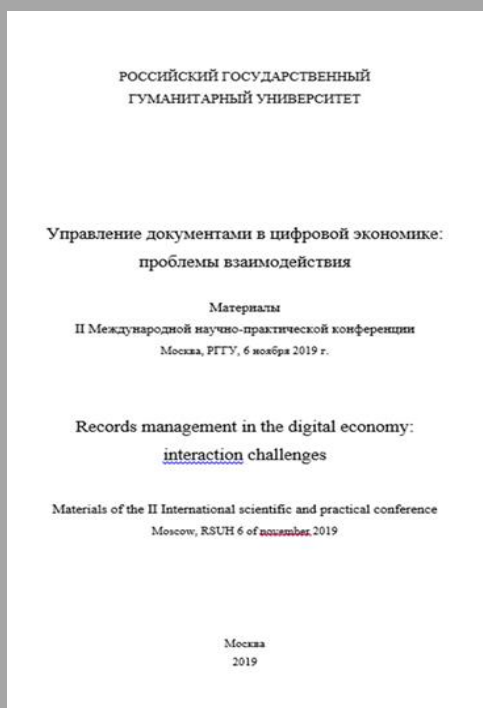 РОССИЙСКИЙ ГОСУДАРСТВЕННЫЙ
ГУМАНИТАРНЫЙ УНИВЕРСИТЕТ
Управление документами в цифровой экономике:
проблемы взаимодействия
Материалы
II Международной научно-практической конференции
Москва, РГГУ, 6 ноября 2019 г.
Records management in the digital economy:
interaction challenges
Materials of the II International scientific and practical conference
Moscow, RSUH 6 of november 2019
Москва
2019